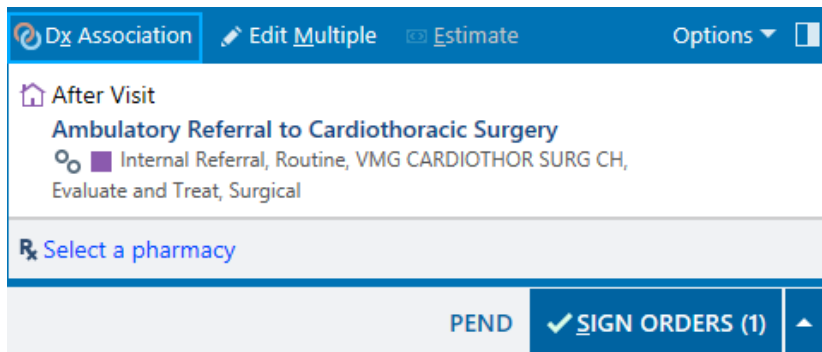 Dx Association Edit Multiple Estimate Options
After Visit
Ambulatory Referral to Cardiothoracic Surgery
Internal Referral, Routine, VMG CARDIOTHOR SURG CH,
Evaluate and Treat, Surgical
Rx Select a pharmacy
PEND SIGN ORDERS (1)